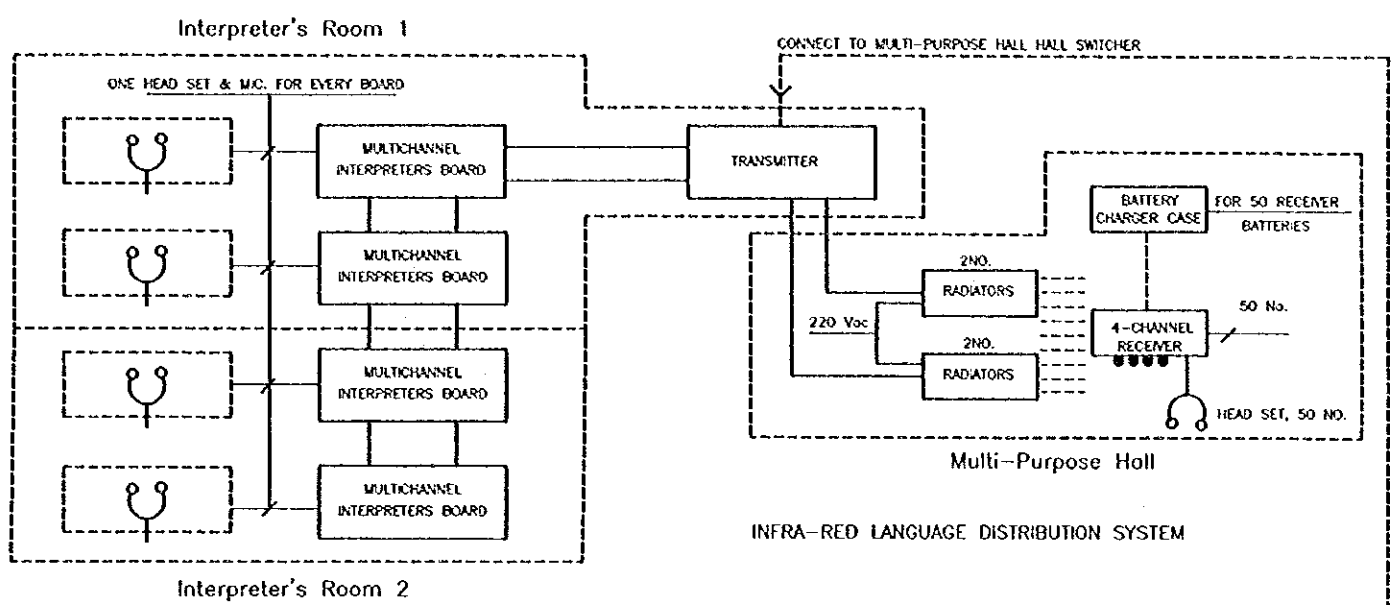 Interpreter's Room 1
CONNECT TO MULTI-PURPOSE HALL HALL SWITCHER
ONE HEAD SET & MIC. FOR EVERY BOARD
MULTICHANNEL
INTERPRETERS BOARD
TRANSMITTER
BATTERY
CHARGER CASE
FOR 50 RECEIVER
BATTERIES
MULTICHANNEL
INTERPRETERS BOARD
2NO.
RADIATORS
220 Vac
50 No.
4-CHANNEL
RECEIVER
2NO.
RADIATORS
MULTICHANNEL
INTERPRETERS BOARD
HEAD SET, 50 NO.
Multi-Purpose Hall
MULTICHANNEL
INTERPRETERS BOARD
INFRA-RED LANGUAGE DISTRIBUTION SYSTEM
Interpreter's Room 2